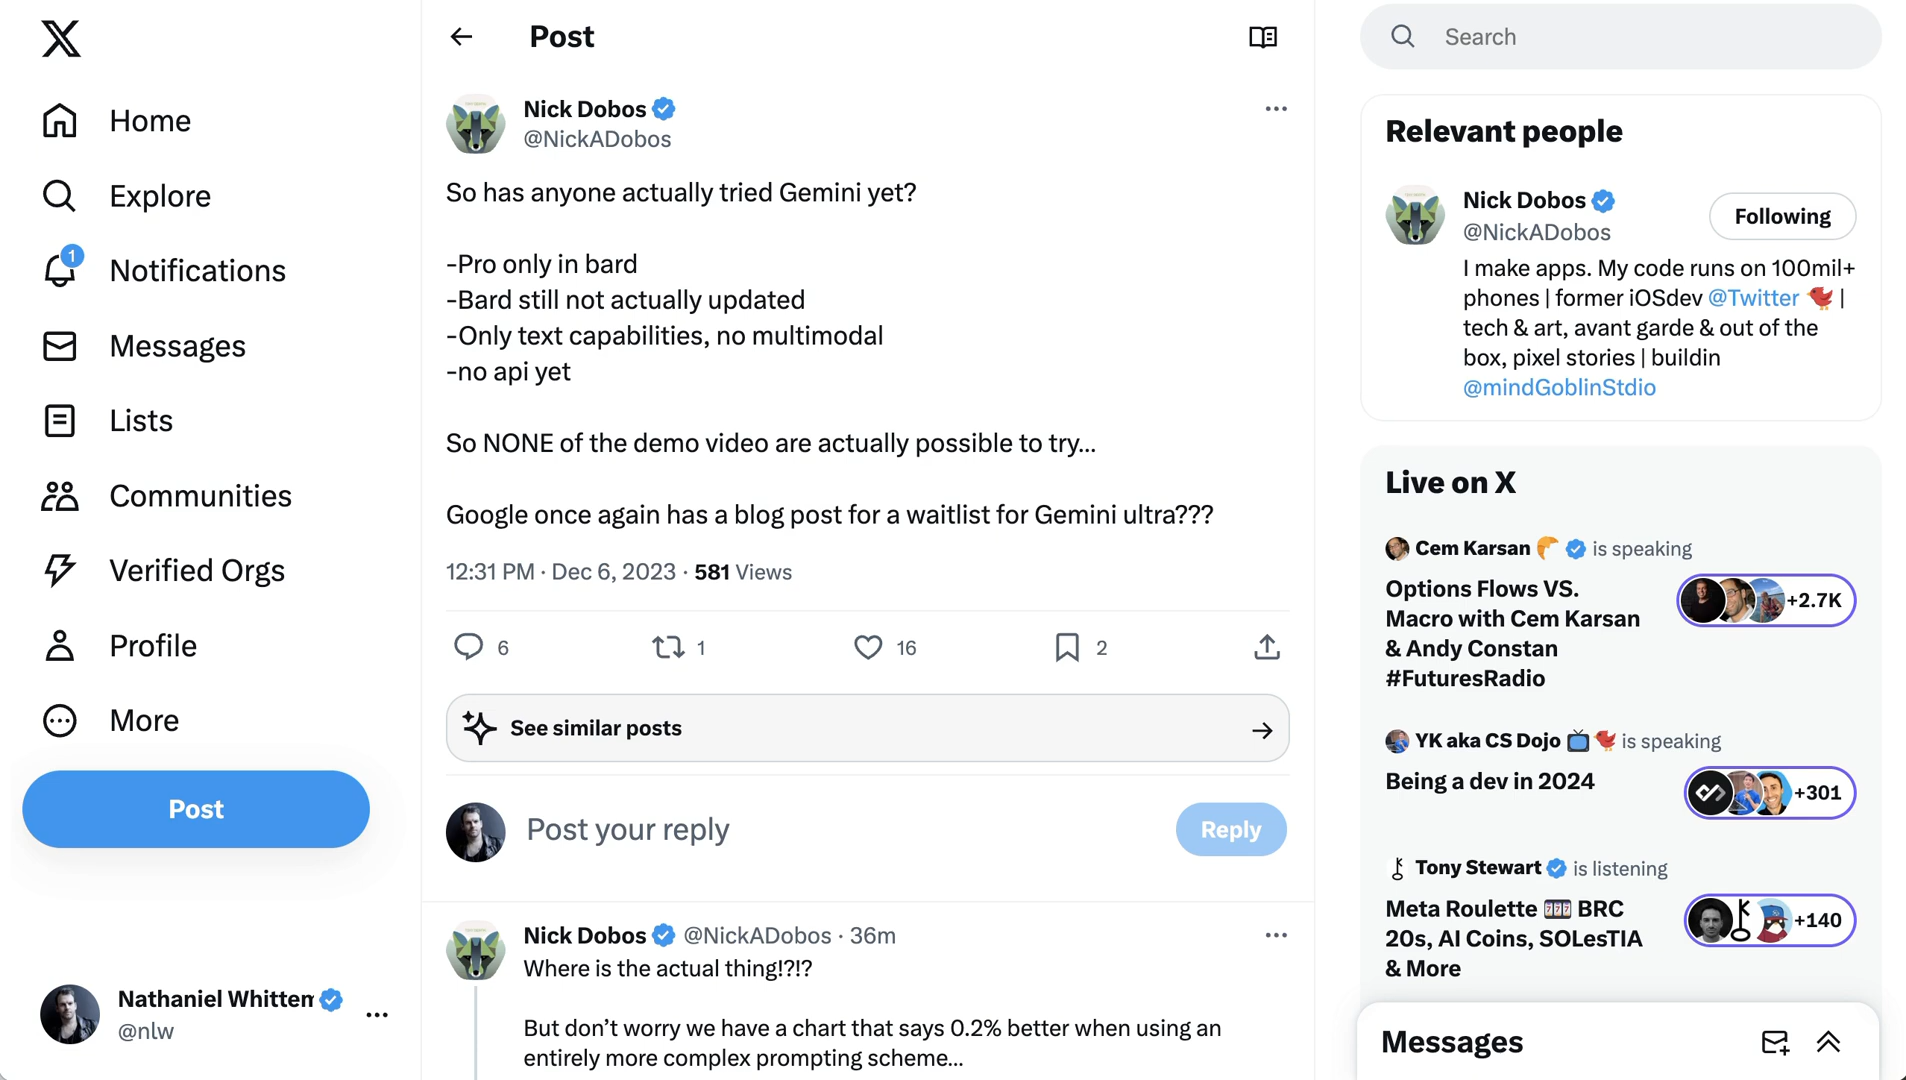 Home
Explore
1
Notifications
Messages
Lists
Communities
Verified Orgs
Profile
More
Post
Nathaniel Whittem
@nlw
Post
Nick Dobos
@NickADobos
So has anyone actually tried Gemini yet?
-Pro only in bard
-Bard still not actually updated
-Only text capabilities, no multimodal
-no api yet
So NONE of the demo video are actually possible to try...
Google once again has a blog post for a waitlist for Gemini ultra???
12:31 PM · Dec 6, 2023 · 581 Views
6 1 16 2
See similar posts
Post your reply
Reply
Nick Dobos @NickADobos · 36m
Where is the actual thing!?!?
But don’t worry we have a chart that says 0.2% better when using an
entirely more complex prompting scheme...
Search
Relevant people
Nick Dobos
@NickADobos
Following
I make apps. My code runs on 100mil+
phones | former iOSdev @Twitter |
tech & art, avant garde & out of the
box, pixel stories | buildin
@mindGoblinStdio
Live on X
Cem Karsan is speaking
Options Flows VS.
Macro with Cem Karsan
& Andy Constan
#FuturesRadio
+2.7K
YK aka CS Dojo is speaking
Being a dev in 2024
+301
Tony Stewart is listening
Meta Roulette 🎰 BRC
20s, AI Coins, SOLesTIA
& More
+140
Messages